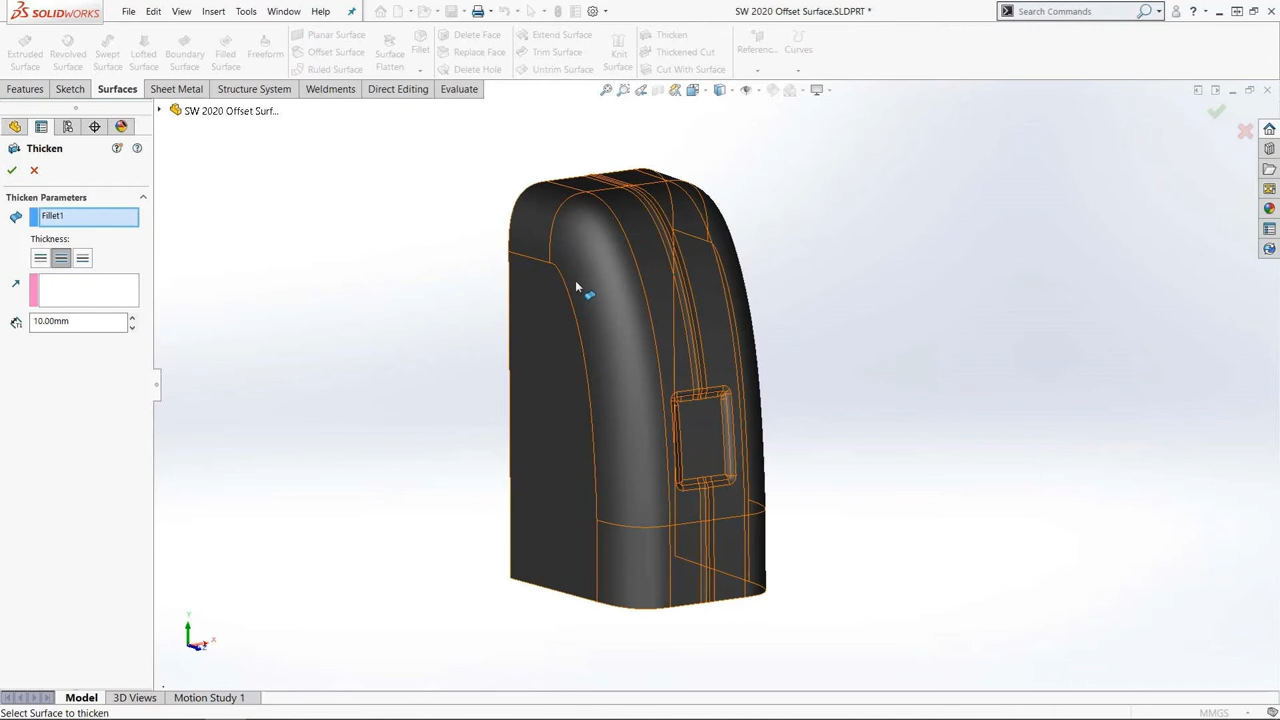 SOLIDWORKS
File Edit View Insert Tools Window Help
SW 2020 Offset Surface.SLDPRT *
Search Commands
Extruded Surface
Revolved Surface
Swept Surface
Lofted Surface
Boundary Surface
Filled Surface
Freeform
Planar Surface
Offset Surface
Ruled Surface
Surface Flatten
Fillet
Delete Face
Replace Face
Delete Hole
Extend Surface
Trim Surface
Untrim Surface
Knit Surface
Thicken
Thickened Cut
Cut With Surface
Referenc...
Curves
Features Sketch Surfaces Sheet Metal Structure System Weldments Direct Editing Evaluate
SW 2020 Offset Surf...
Thicken
Thicken Parameters
Fillet1
Thickness:
10.00mm
Y
X
Z
Model 3D Views Motion Study 1
Select Surface to thicken
MMGS